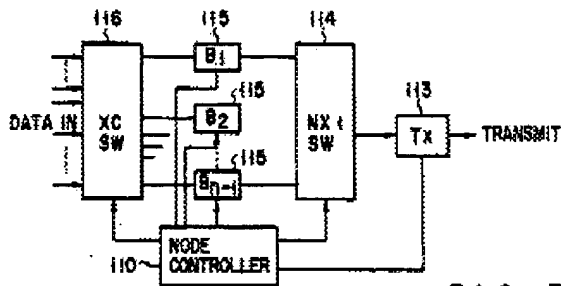 116
115
114
B1
115
113
DATA IN
XC
SW
B2
NX1
SW
Tx
TRANSMIT
115
Bn-1
NODE
CONTROLLER
110